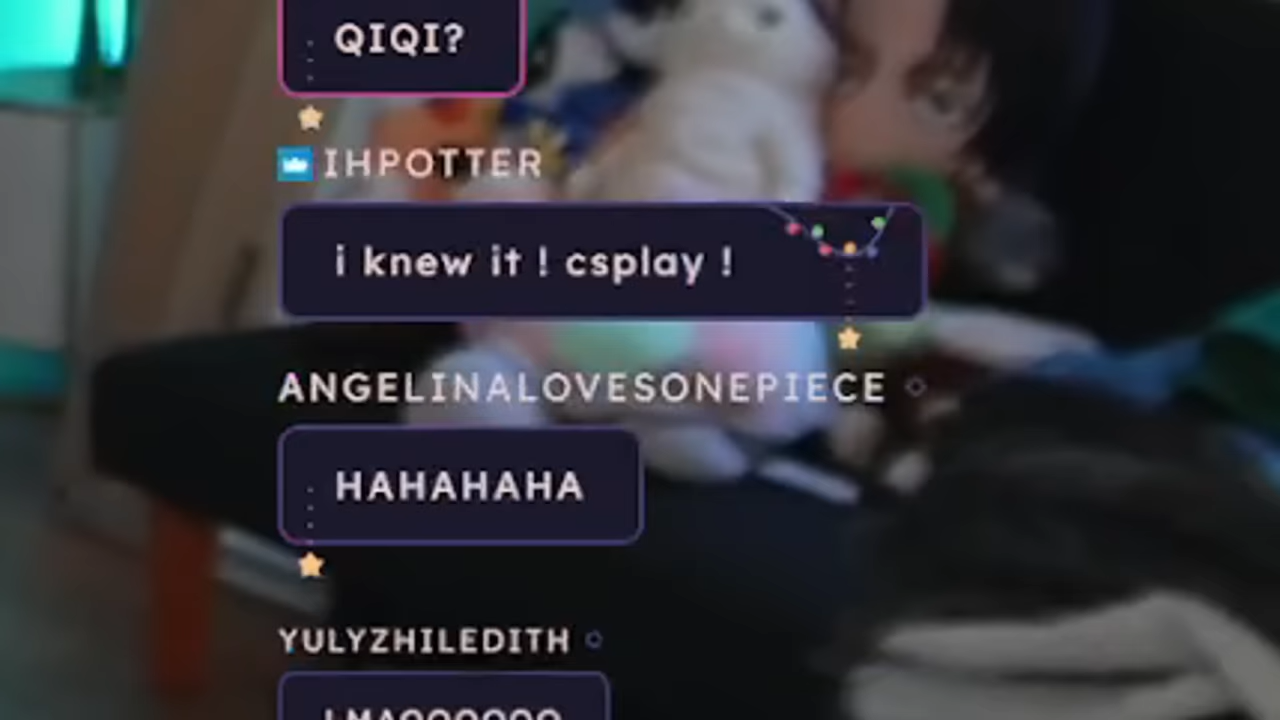 QIQI?
IHPOTTER
i knew it ! csplay !
ANGELINALOVESONEPIECE
HAHAHAHA
YULYZHILEDITH